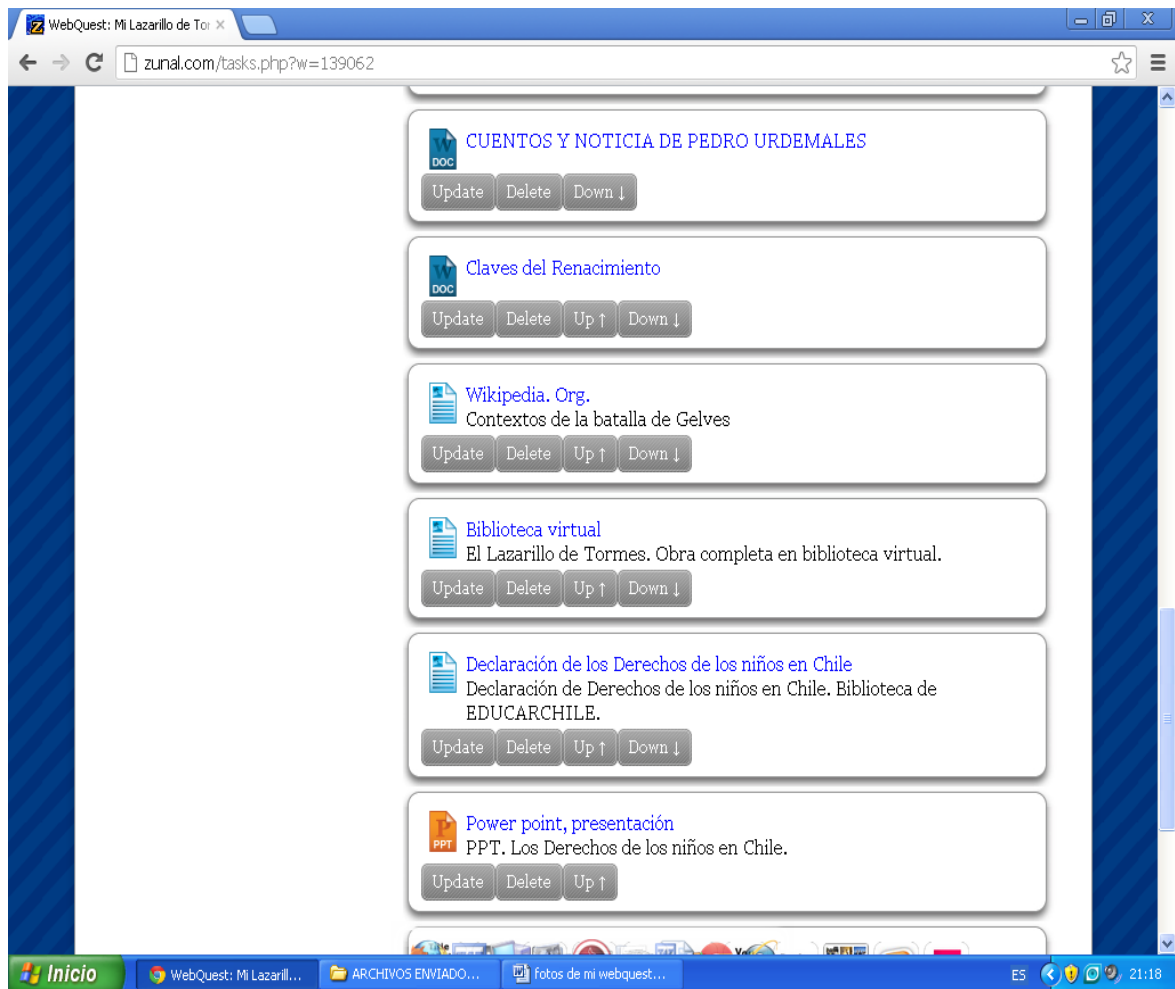 WebQuest: Mi Lazarillo de Tor
zunal.com/tasks.php?w=139062
CUENTOS Y NOTICIA DE PEDRO URDEMALES
DOC
Update Delete Down ↓
Claves del Renacimiento
DOC
Update Delete Up ↑ Down ↓
Wikipedia. Org.
Contextos de la batalla de Gelves
Update Delete Up ↑ Down ↓
Biblioteca virtual
El Lazarillo de Tormes. Obra completa en biblioteca virtual.
Update Delete Up ↑ Down ↓
Declaración de los Derechos de los niños en Chile
Declaración de Derechos de los niños en Chile. Biblioteca de
EDUCARCHILE.
Update Delete Up ↑ Down ↓
Power point, presentación
PPT
PPT. Los Derechos de los niños en Chile.
Update Delete Up ↑
Inicio WebQuest: Mi Lazarill... ARCHIVOS ENVIADO... fotos de mi webquest... ES 21:18